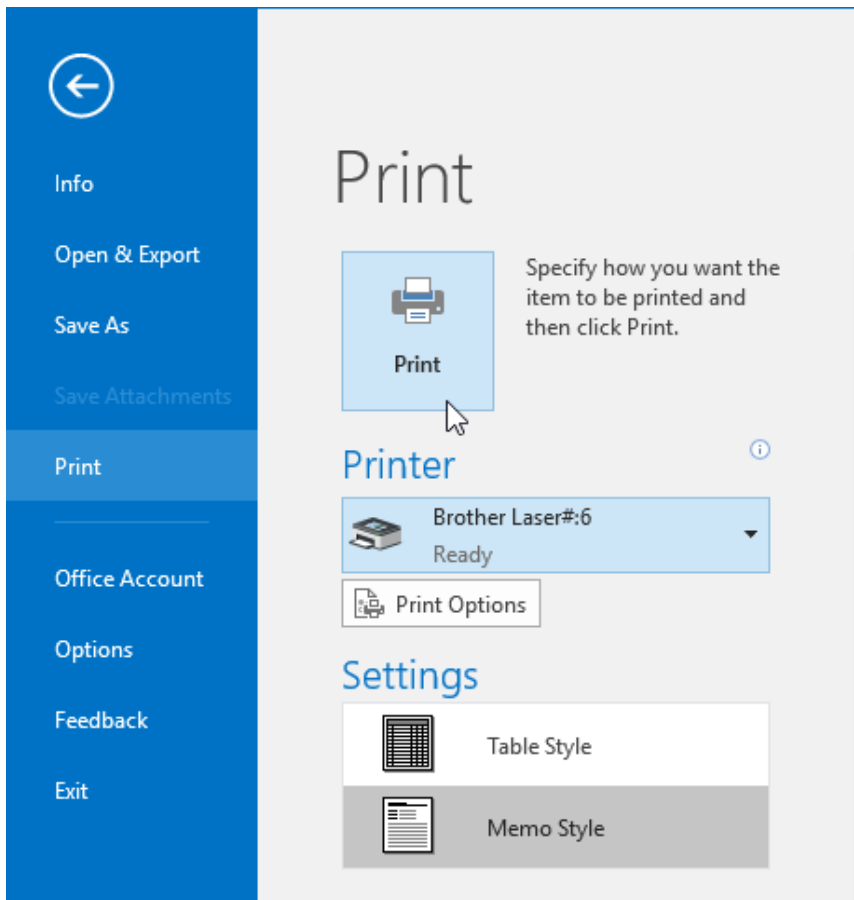 Info
Open & Export
Save As
Save Attachments
Print
Office Account
Options
Feedback
Exit
Print
Print
Specify how you want the
item to be printed and
then click Print.
Printer
Brother Laser#:6
Ready
Print Options
Settings
Table Style
Memo Style